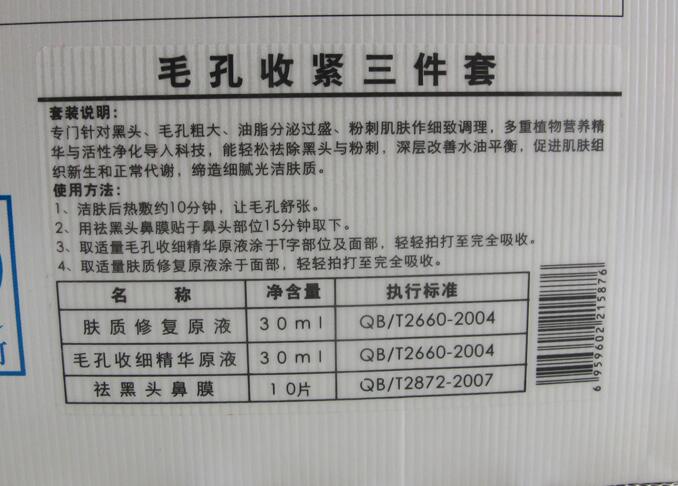 毛孔收紧三件套
套装说明：
专门针对黑头、毛孔粗大、油脂分泌过盛、粉刺肌肤作细致调理，多重植物营养精
华与活性净化导入科技，能轻松祛除黑头与粉刺，深层改善水油平衡，促进肌肤组
织新生和正常代谢，缔造细腻光洁肤质。
使用方法：
1、洁肤后热敷约10分钟，让毛孔舒张。
2、用祛黑头鼻膜贴于鼻头部位15分钟取下。
3、取适量毛孔收细精华原液涂于T字部位及面部，轻轻拍打至完全吸收。
4、取适量肤质修复原液涂于面部，轻轻拍打至完全吸收。
名 称 净含量 执行标准
肤质修复原液 30ml QB/T2660-2004
毛孔收细精华原液 30ml QB/T2660-2004
祛黑头鼻膜 10片 QB/T2872-2007
6 959602 215876